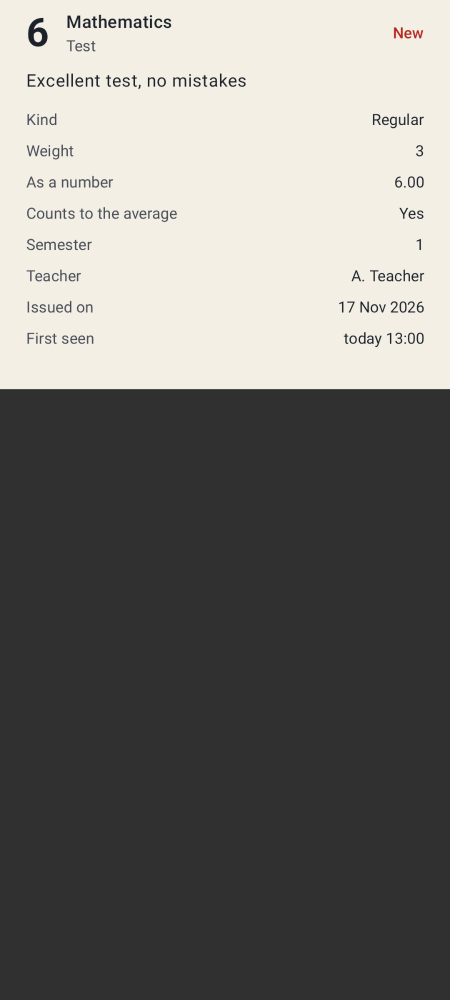 6
Mathematics
New
Test
Excellent test, no mistakes
Kind Regular
Weight 3
As a number 6.00
Counts to the average Yes
Semester 1
Teacher A. Teacher
Issued on 17 Nov 2026
First seen today 13:00